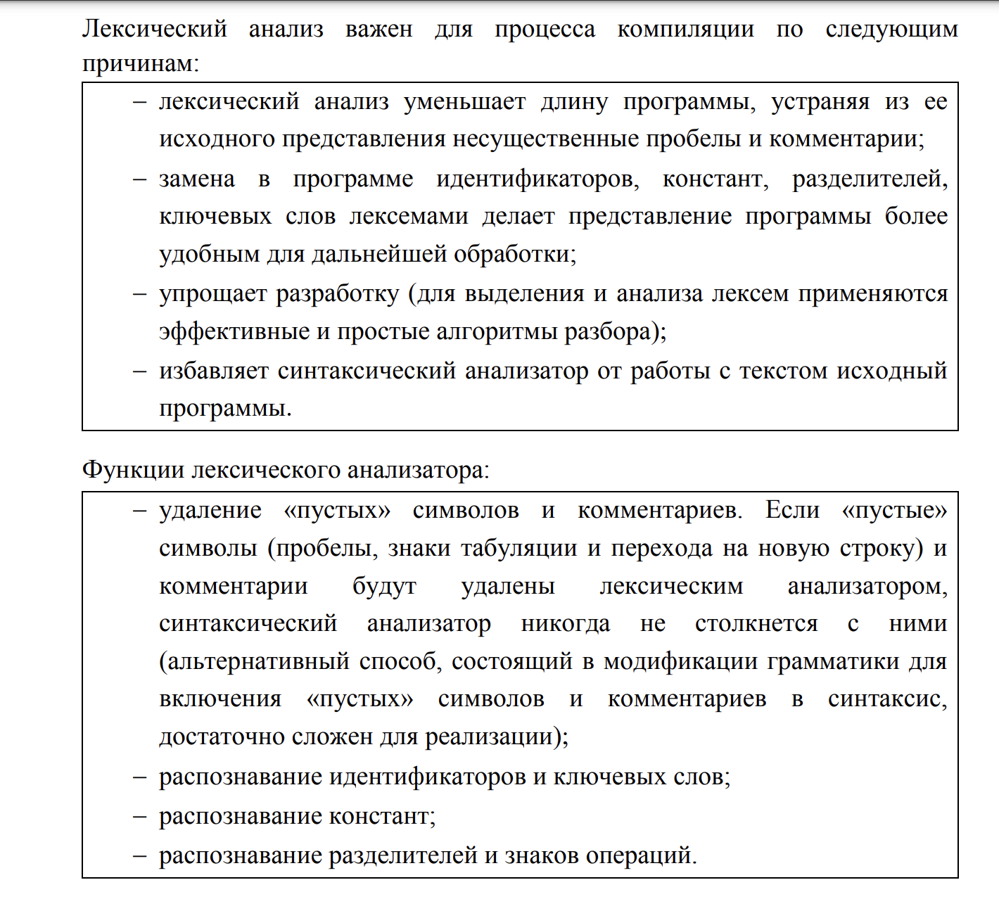 Лексический анализ важен для процесса компиляции по следующим
причинам:
– лексический анализ уменьшает длину программы, устраняя из ее
исходного представления несущественные пробелы и комментарии;
– замена в программе идентификаторов, констант, разделителей,
ключевых слов лексемами делает представление программы более
удобным для дальнейшей обработки;
– упрощает разработку (для выделения и анализа лексем применяются
эффективные и простые алгоритмы разбора);
– избавляет синтаксический анализатор от работы с текстом исходный
программы.
Функции лексического анализатора:
– удаление «пустых» символов и комментариев. Если «пустые»
символы (пробелы, знаки табуляции и перехода на новую строку) и
комментарии будут удалены лексическим анализатором,
синтаксический анализатор никогда не столкнется с ними
(альтернативный способ, состоящий в модификации грамматики для
включения «пустых» символов и комментариев в синтаксис,
достаточно сложен для реализации);
– распознавание идентификаторов и ключевых слов;
– распознавание констант;
– распознавание разделителей и знаков операций.